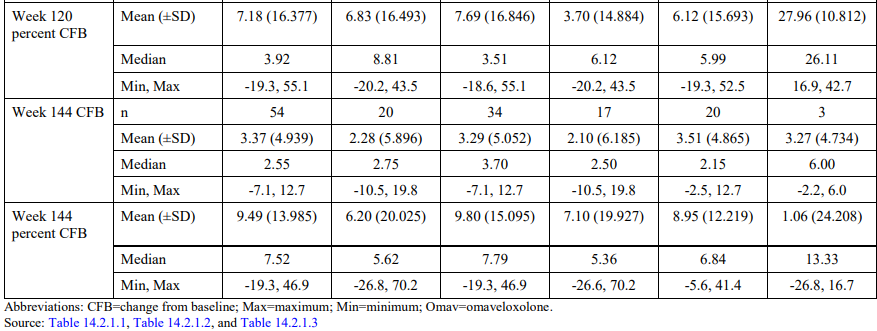 Week 120 percent CFB Mean (±SD) 7.18 (16.377) 6.83 (16.493) 7.69 (16.846) 3.70 (14.884) 6.12 (15.693) 27.96 (10.812)
Median 3.92 8.81 3.51 6.12 5.99 26.11
Min, Max -19.3, 55.1 -20.2, 43.5 -18.6, 55.1 -20.2, 43.5 -19.3, 52.5 16.9, 42.7
Week 144 CFB n 54 20 34 17 20 3
Mean (±SD) 3.37 (4.939) 2.28 (5.896) 3.29 (5.052) 2.10 (6.185) 3.51 (4.865) 3.27 (4.734)
Median 2.55 2.75 3.70 2.50 2.15 6.00
Min, Max -7.1, 12.7 -10.5, 19.8 -7.1, 12.7 -10.5, 19.8 -2.5, 12.7 -2.2, 6.0
Week 144 percent CFB Mean (±SD) 9.49 (13.985) 6.20 (20.025) 9.80 (15.095) 7.10 (19.927) 8.95 (12.219) 1.06 (24.208)
Median 7.52 5.62 7.79 5.36 6.84 13.33
Min, Max -19.3, 46.9 -26.8, 70.2 -19.3, 46.9 -26.6, 70.2 -5.6, 41.4 -26.8, 16.7
Abbreviations: CFB=change from baseline; Max=maximum; Min=minimum; Omav=omaveloxolone.
Source: Table 14.2.1.1, Table 14.2.1.2, and Table 14.2.1.3